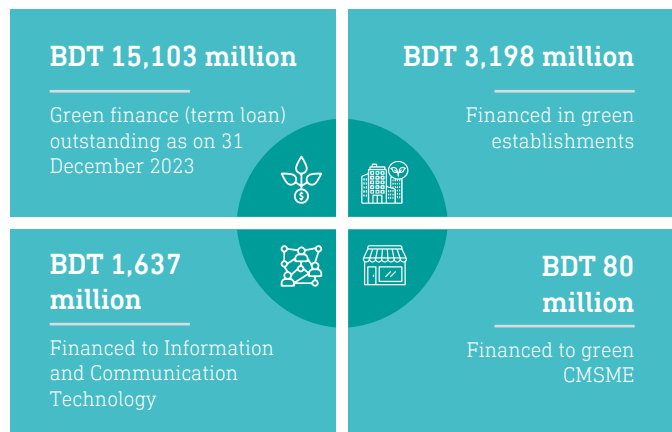 BDT 15,103 million
Green finance (term loan)
outstanding as on 31
December 2023
$
BDT 3,198 million
Financed in green
establishments
BDT 1,637
million
Financed to Information
and Communication
Technology
BDT 80
million
Financed to green
CMSME